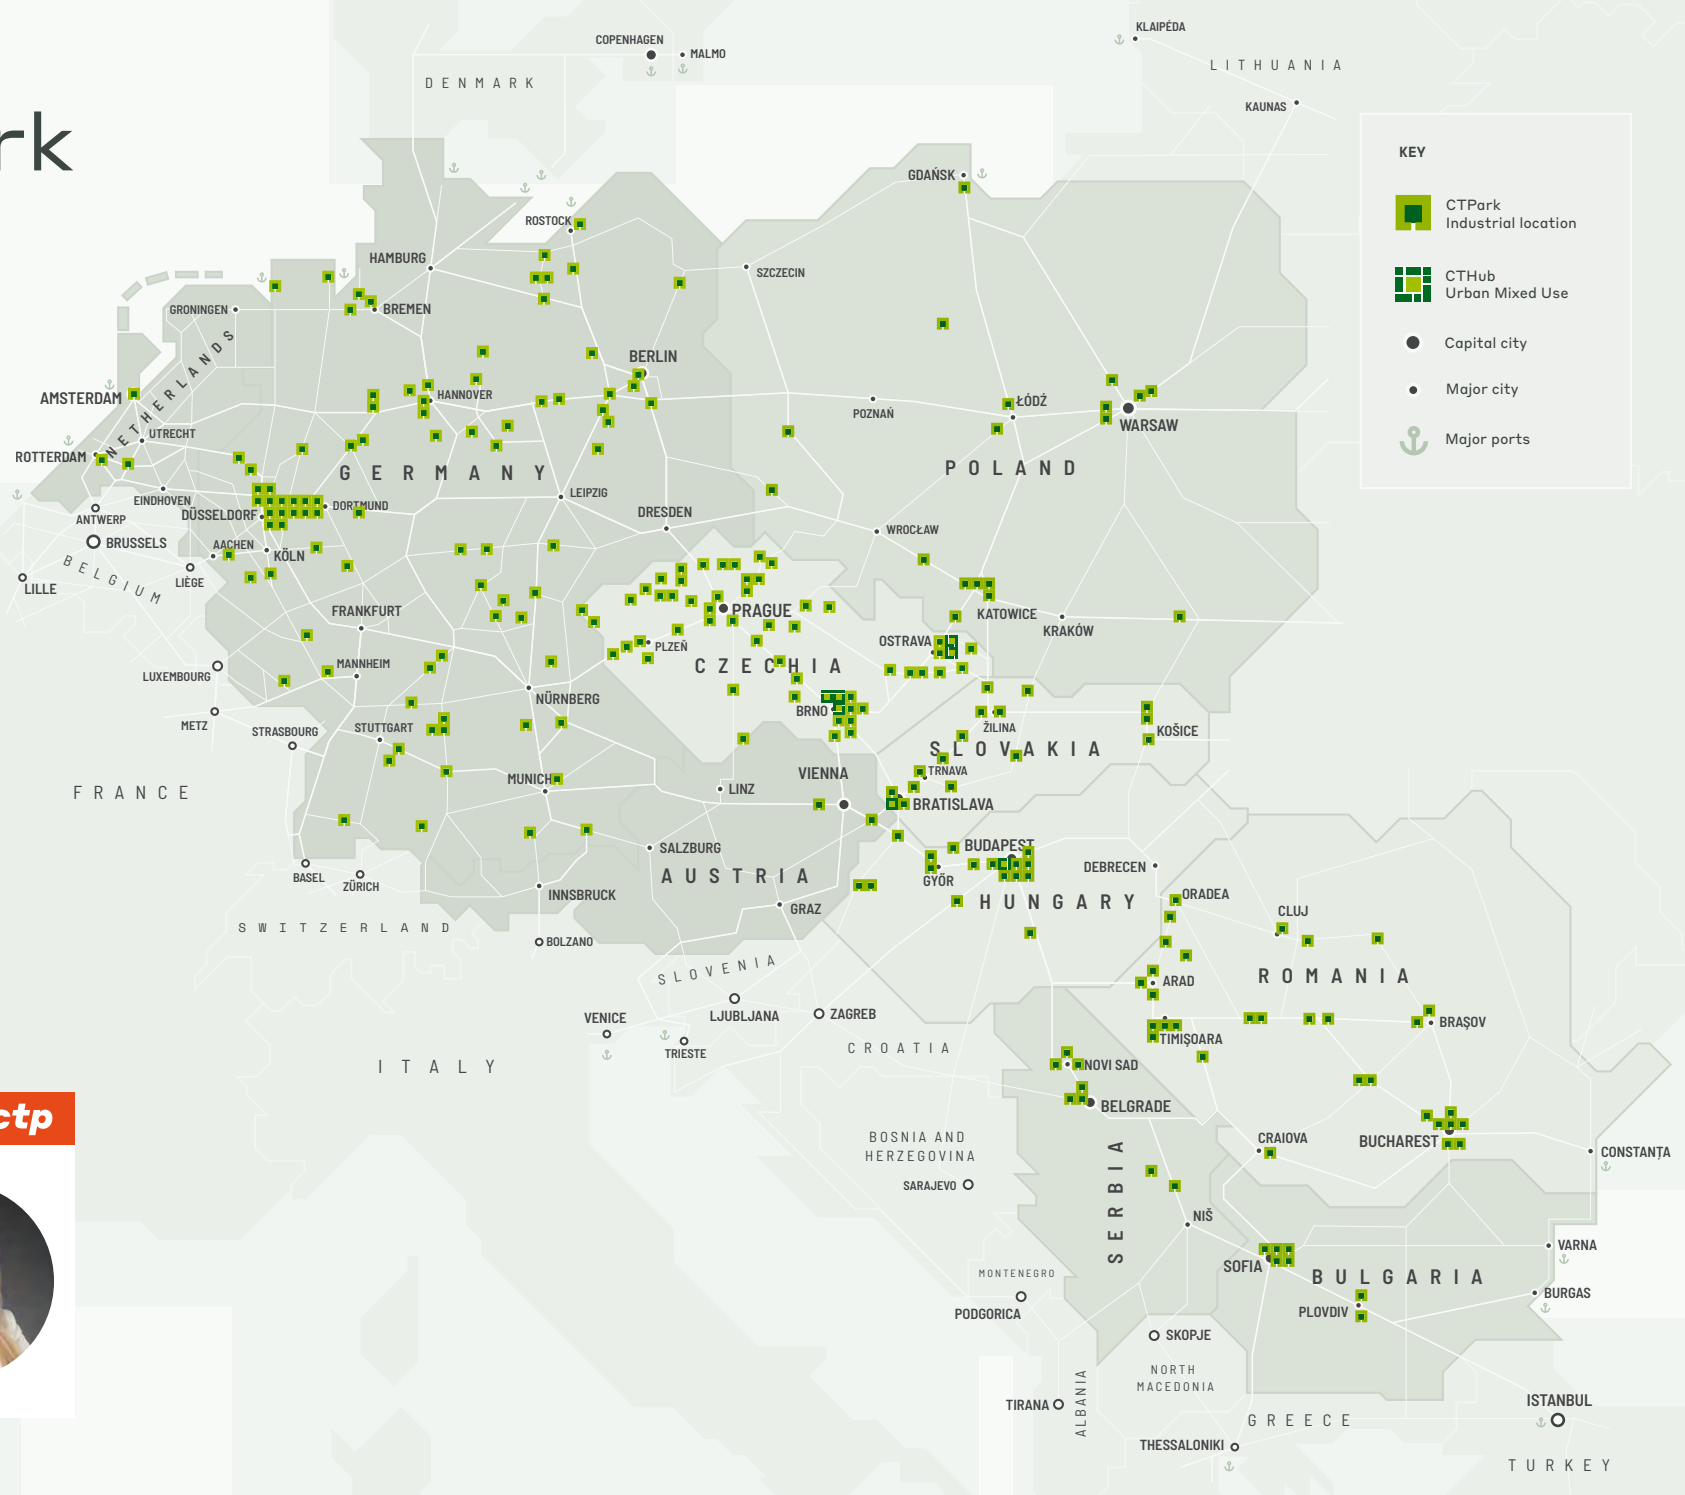 rk
ctp
KEY
CTPark
Industrial location
CTHub
Urban Mixed Use
Capital city
Major city
Major ports
KLAIPÉDA
COPENHAGEN
MALMO
LITHUANIA
DENMARK
KAUNAS
GDAŃSK
ROSTOCK
HAMBURG
SZCZECIN
GRONINGEN
BREMEN
NETHERLANDS
BERLIN
AMSTERDAM
HANNOVER
POZNAŃ
ŁÓDŹ
WARSAW
UTRECHT
ROTTERDAM
GERMANY
POLAND
EINDHOVEN
LEIPZIG
DORTMUND
DÜSSELDORF
ANTWERP
DRESDEN
WROCŁAW
BRUSSELS
AACHEN
KÖLN
BELGIUM
LIÈGE
LILLE
FRANKFURT
PRAGUE
KATOWICE
KRAKÓW
OSTRAVA
PLZEŇ
MANNHEIM
CZECHIA
LUXEMBOURG
NÜRNBERG
BRNO
METZ
STRASBOURG
STUTTGART
ŽILINA
KOŠICE
SLOVAKIA
TRNAVA
VIENNA
MUNICH
LINZ
FRANCE
BRATISLAVA
SALZBURG
BUDAPEST
DEBRECEN
BASEL
ZÜRICH
AUSTRIA
GYŐR
INNSBRUCK
ORADEA
HUNGARY
GRAZ
CLUJ
SWITZERLAND
BOLZANO
SLOVENIA
ROMANIA
ARAD
VENICE
LJUBLJANA
ZAGREB
BRAŞOV
TIMIŞOARA
TRIESTE
CROATIA
ITALY
NOVI SAD
BELGRADE
BOSNIA AND
HERZEGOVINA
CRAIOVA
BUCHAREST
CONSTANȚA
SARAJEVO
SERBIA
NIŠ
VARNA
SOFIA
BULGARIA
MONTENEGRO
BURGAS
PODGORICA
PLOVDIV
SKOPJE
NORTH
MACEDONIA
TIRANA
ALBANIA
ISTANBUL
GREECE
THESSALONIKI
TURKEY